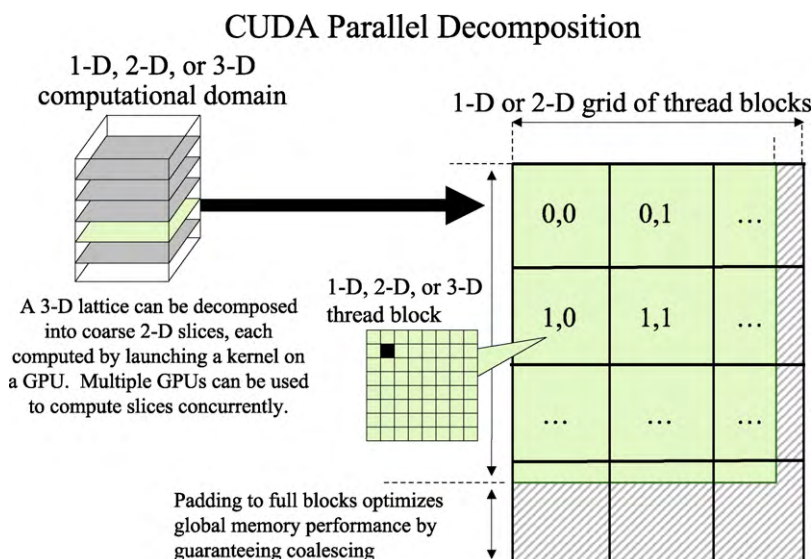 CUDA Parallel Decomposition
1-D, 2-D, or 3-D
computational domain
1-D or 2-D grid of thread blocks
0,0
0,1
…
1-D, 2-D, or 3-D
thread block
1,0
1,1
…
…
…
…
A 3-D lattice can be decomposed
into coarse 2-D slices, each
computed by launching a kernel on
a GPU.  Multiple GPUs can be used
to compute slices concurrently.
Padding to full blocks optimizes
global memory performance by
guaranteeing coalescing